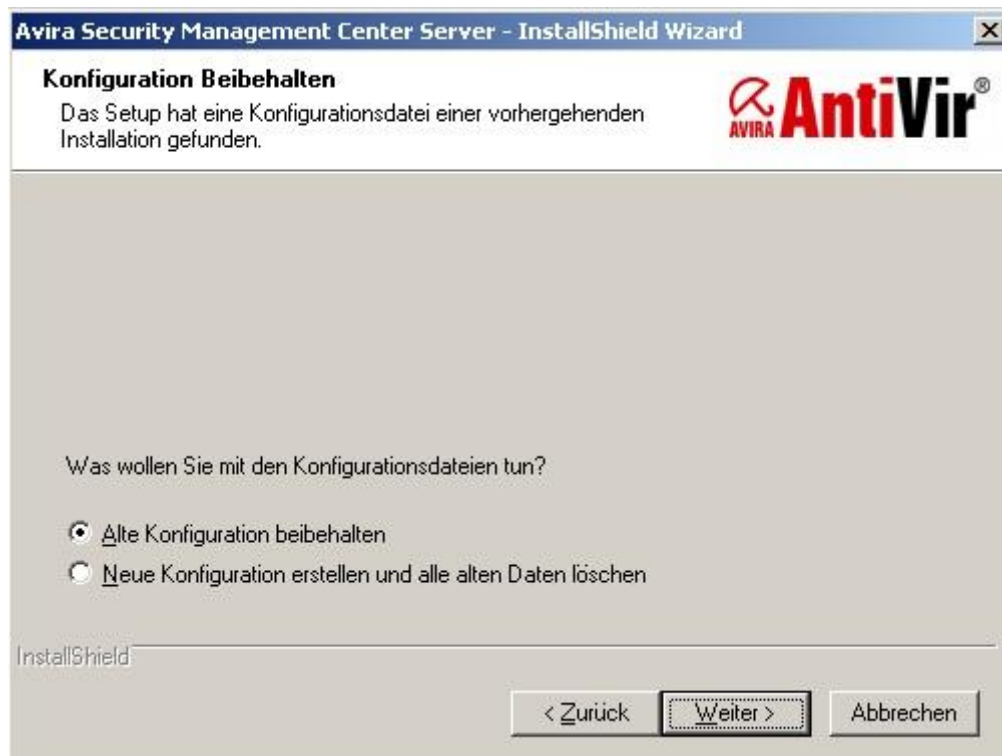 Avira Security Management Center Server - InstallShield Wizard
Konfiguration Beibehalten
Das Setup hat eine Konfigurationsdatei einer vorhergehenden
Installation gefunden.
AVIRA AntiVir®
Was wollen Sie mit den Konfigurationsdateien tun?
Alte Konfiguration beibehalten
Neue Konfiguration erstellen und alle alten Daten löschen
InstallShield
< Zurück
Weiter >
Abbrechen